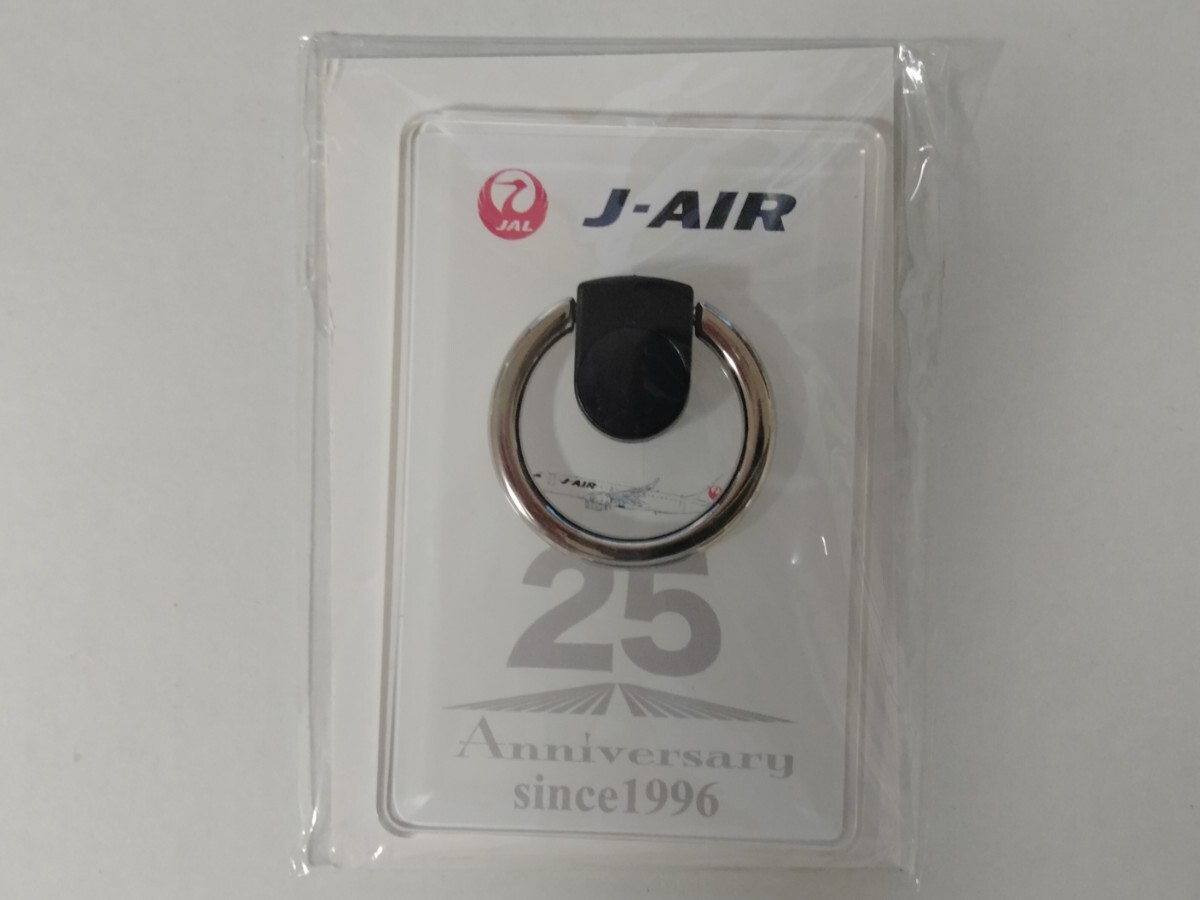 JAL J-AIR
J-AIR
25
Anniversary
since1996